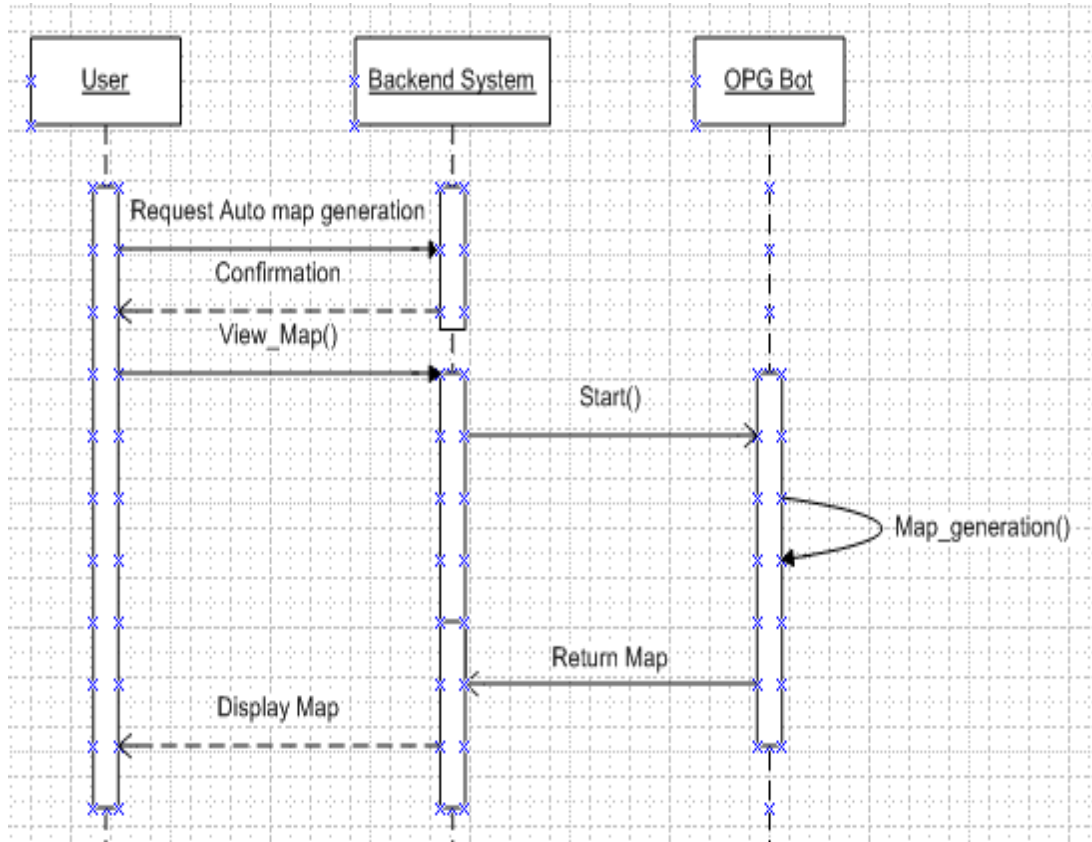 User
Backend System
OPG Bot
Request Auto map generation
Confirmation
View_Map()
Start()
Map_generation()
Return Map
Display Map